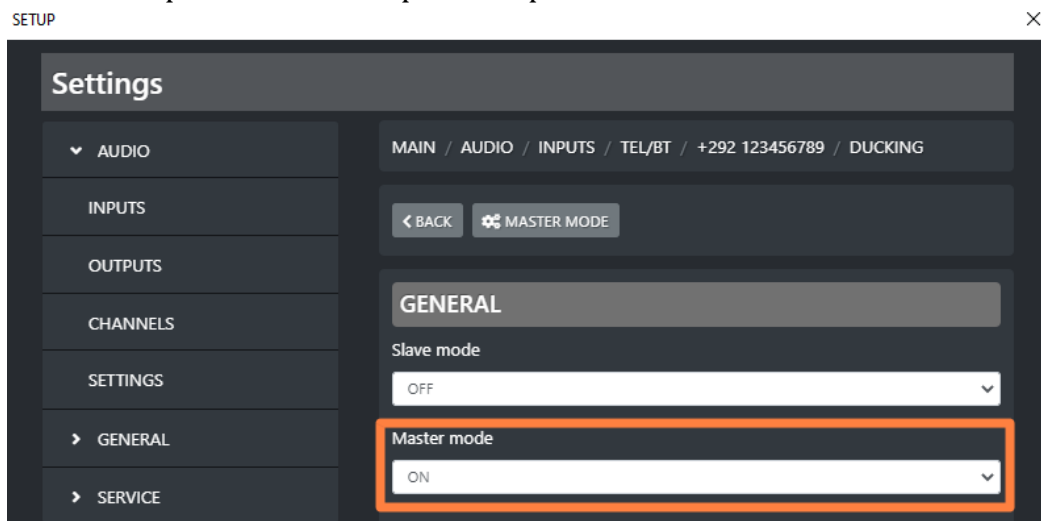 SETUP
Settings
AUDIO
INPUTS
OUTPUTS
CHANNELS
SETTINGS
GENERAL
SERVICE
MAIN / AUDIO / INPUTS / TEL/BT / +292 123456789 / DUCKING
BACK MASTER MODE
GENERAL
Slave mode
OFF
Master mode
ON